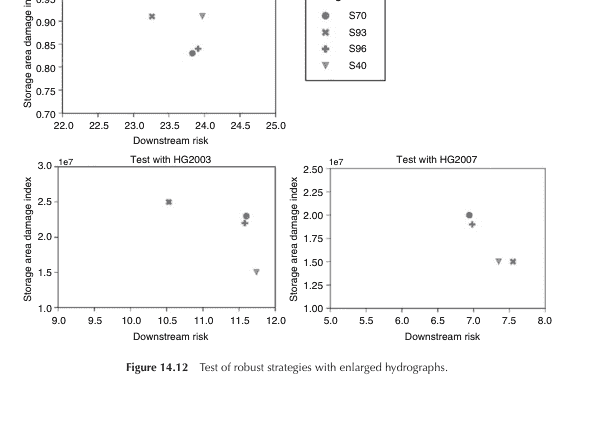 0.95
0.90
0.85
0.80
0.75
0.70
Storage area damage index
22.0 22.5 23.0 23.5 24.0 24.5 25.0
Downstream risk
S70
S93
S96
S40
1e7 Test with HG2003
3.0
2.5
2.0
1.5
1.0
Storage area damage index
9.0 9.5 10.0 10.5 11.0 11.5 12.0
Downstream risk
1e7 Test with HG2007
2.50
2.25
2.00
1.75
1.50
1.25
1.00
Storage area damage index
5.0 5.5 6.0 6.5 7.0 7.5 8.0
Downstream risk
Figure 14.12 Test of robust strategies with enlarged hydrographs.